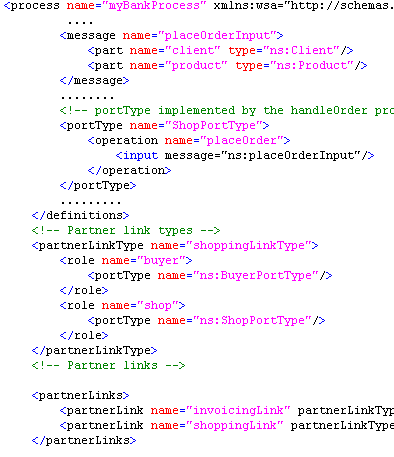 <process name="myBankProcess" xmlns:wsa="http://schemas.
....
<message name="placeOrderInput">
<part name="client" type="ns:Client"/>
<part name="product" type="ns:Product"/>
</message>
........
<!-- portType implemented by the handleOrder pro
<portType name="ShopPortType">
<operation name="placeOrder">
<input message="ns:placeOrderInput"/>
</operation>
</portType>
.........
</definitions>
<!-- Partner link types -->
<partnerLinkType name="shoppingLinkType">
<role name="buyer">
<portType name="ns:BuyerPortType"/>
</role>
<role name="shop">
<portType name="ns:ShopPortType"/>
</role>
</partnerLinkType>
<!-- Partner links -->
<partnerLinks>
<partnerLink name="invoicingLink" partnerLinkTyp
<partnerLink name="shoppingLink" partnerLinkType
</partnerLinks>